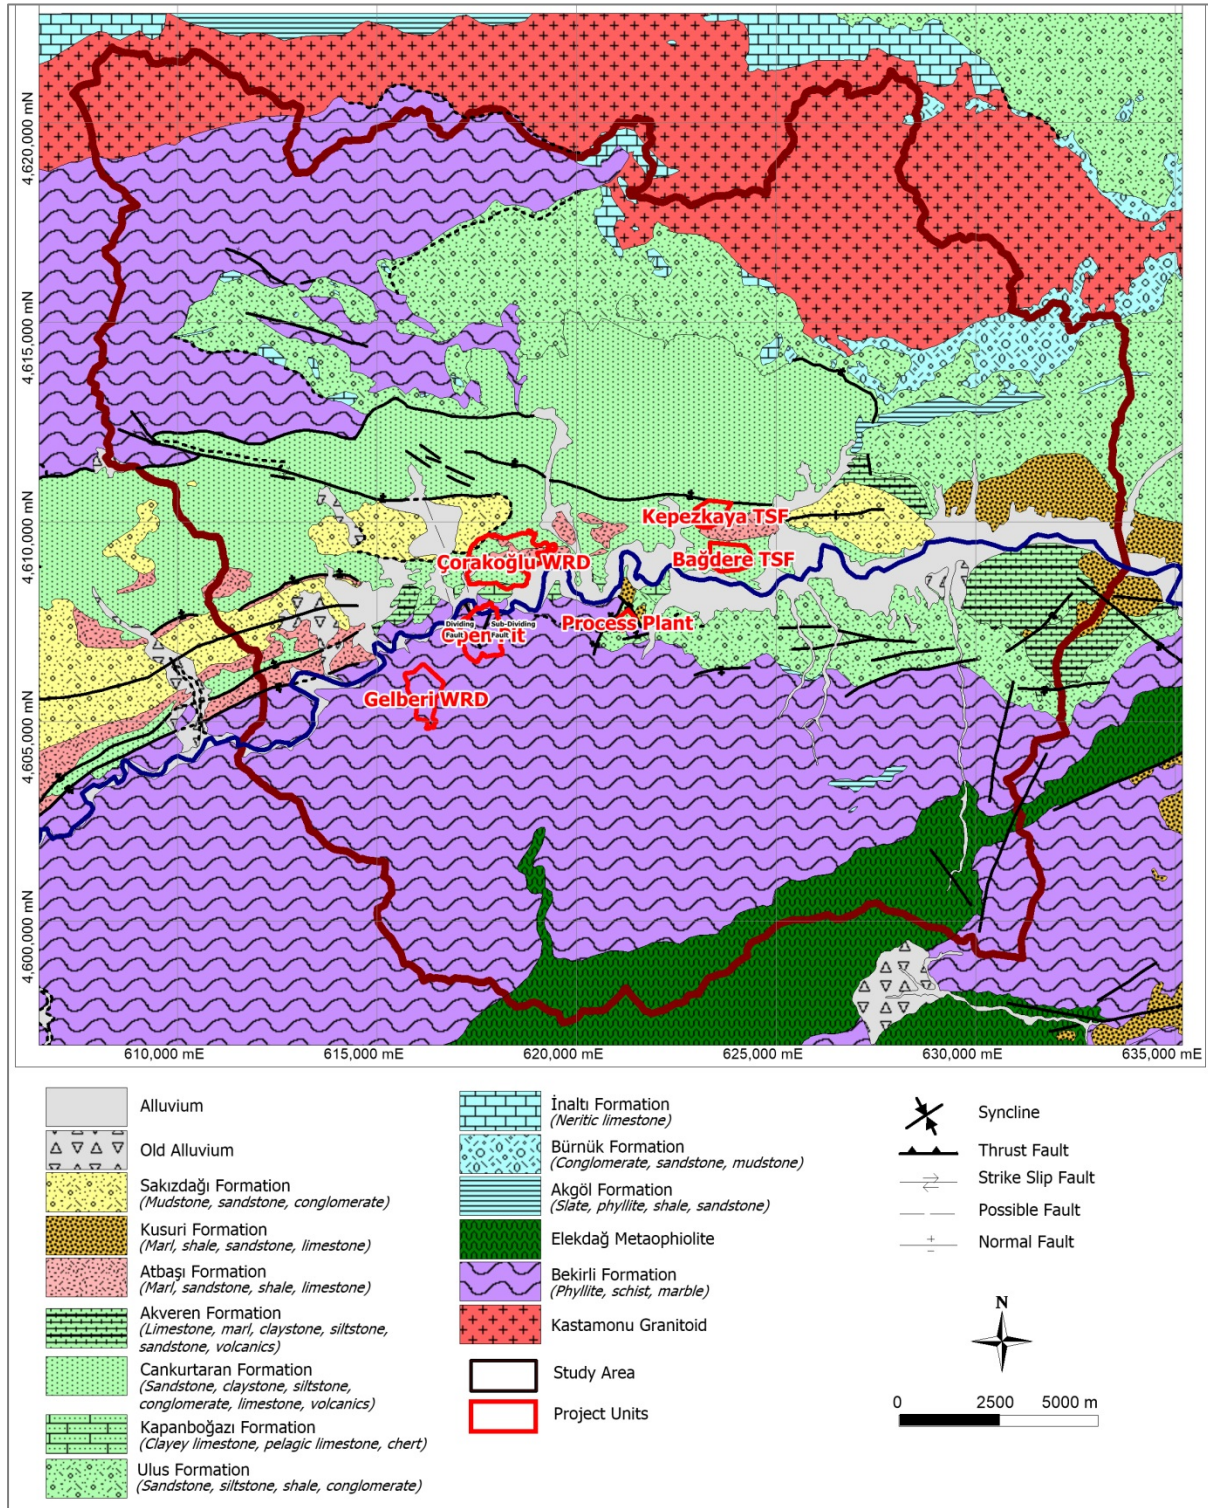 4,620,000 mN
4,615,000 mN
4,610,000 mN
4,605,000 mN
4,600,000 mN
Kepezkaya TSF
Çorakoğlu WRD
Bağdere TSF
Dividing Fault
Sub-Dividing Fault
Open Pit
Process Plant
Gelberi WRD
610,000 mE
615,000 mE
620,000 mE
625,000 mE
630,000 mE
635,000 mE
Alluvium
Old Alluvium
Sakızdağı Formation
(Mudstone, sandstone, conglomerate)
Kusuri Formation
(Marl, shale, sandstone, limestone)
Atbaşı Formation
(Marl, sandstone, shale, limestone)
Akveren Formation
(Limestone, marl, claystone, siltstone,
sandstone, volcanics)
Cankurtaran Formation
(Sandstone, claystone, siltstone,
conglomerate, limestone, volcanics)
Kapanboğazı Formation
(Clayey limestone, pelagic limestone, chert)
Ulus Formation
(Sandstone, siltstone, shale, conglomerate)
İnaltı Formation
(Neritic limestone)
Bürnük Formation
(Conglomerate, sandstone, mudstone)
Akgöl Formation
(Slate, phyllite, shale, sandstone)
Elekdağ Metaophiolite
Bekirli Formation
(Phyllite, schist, marble)
Kastamonu Granitoid
Study Area
Project Units
Syncline
Thrust Fault
Strike Slip Fault
Possible Fault
Normal Fault
N
0 2500 5000 m